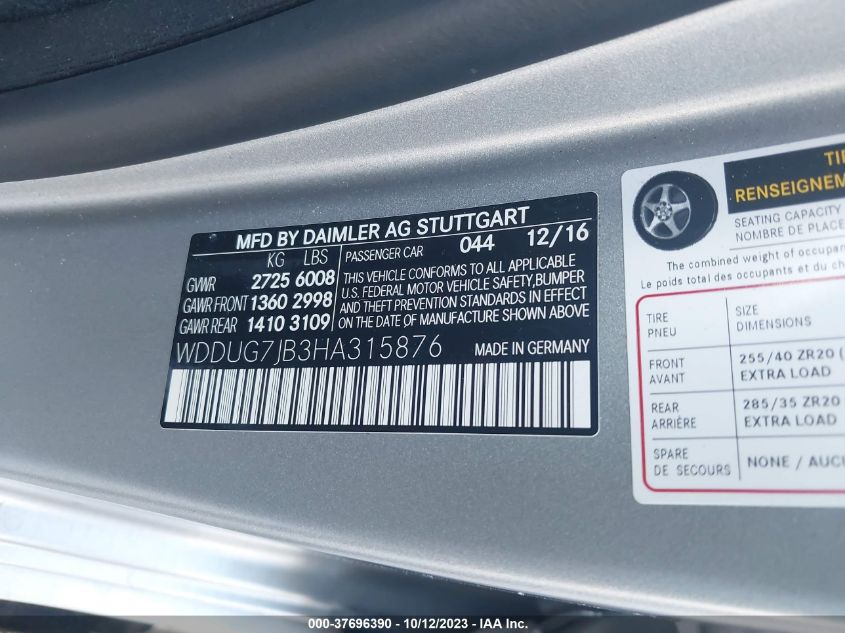 MFD BY DAIMLER AG STUTTGART
KG LBS
GVWR 2725 6008
GAWR FRONT 1360 2998
GAWR REAR 1410 3109
PASSENGER CAR 044 12/16
THIS VEHICLE CONFORMS TO ALL APPLICABLE
U.S. FEDERAL MOTOR VEHICLE SAFETY,BUMPER
AND THEFT PREVENTION STANDARDS IN EFFECT
ON DATE OF MANUFACTURE SHOWN ABOVE
WDDUG7JB3HA315876 MADE IN GERMANY
TI
RENSEIGNEM
SEATING CAPACITY
NOMBRE DE PLACE
The combined weight of occupa
Le poids total des occupants et du ch
TIRE SIZE
PNEU DIMENSIONS
FRONT 255/40 ZR20 (
AVANT EXTRA LOAD
REAR 285/35 ZR20
ARRIÈRE EXTRA LOAD
SPARE NONE / AUCU
DE SECOURS
000-37696390 - 10/12/2023 - IAA Inc.